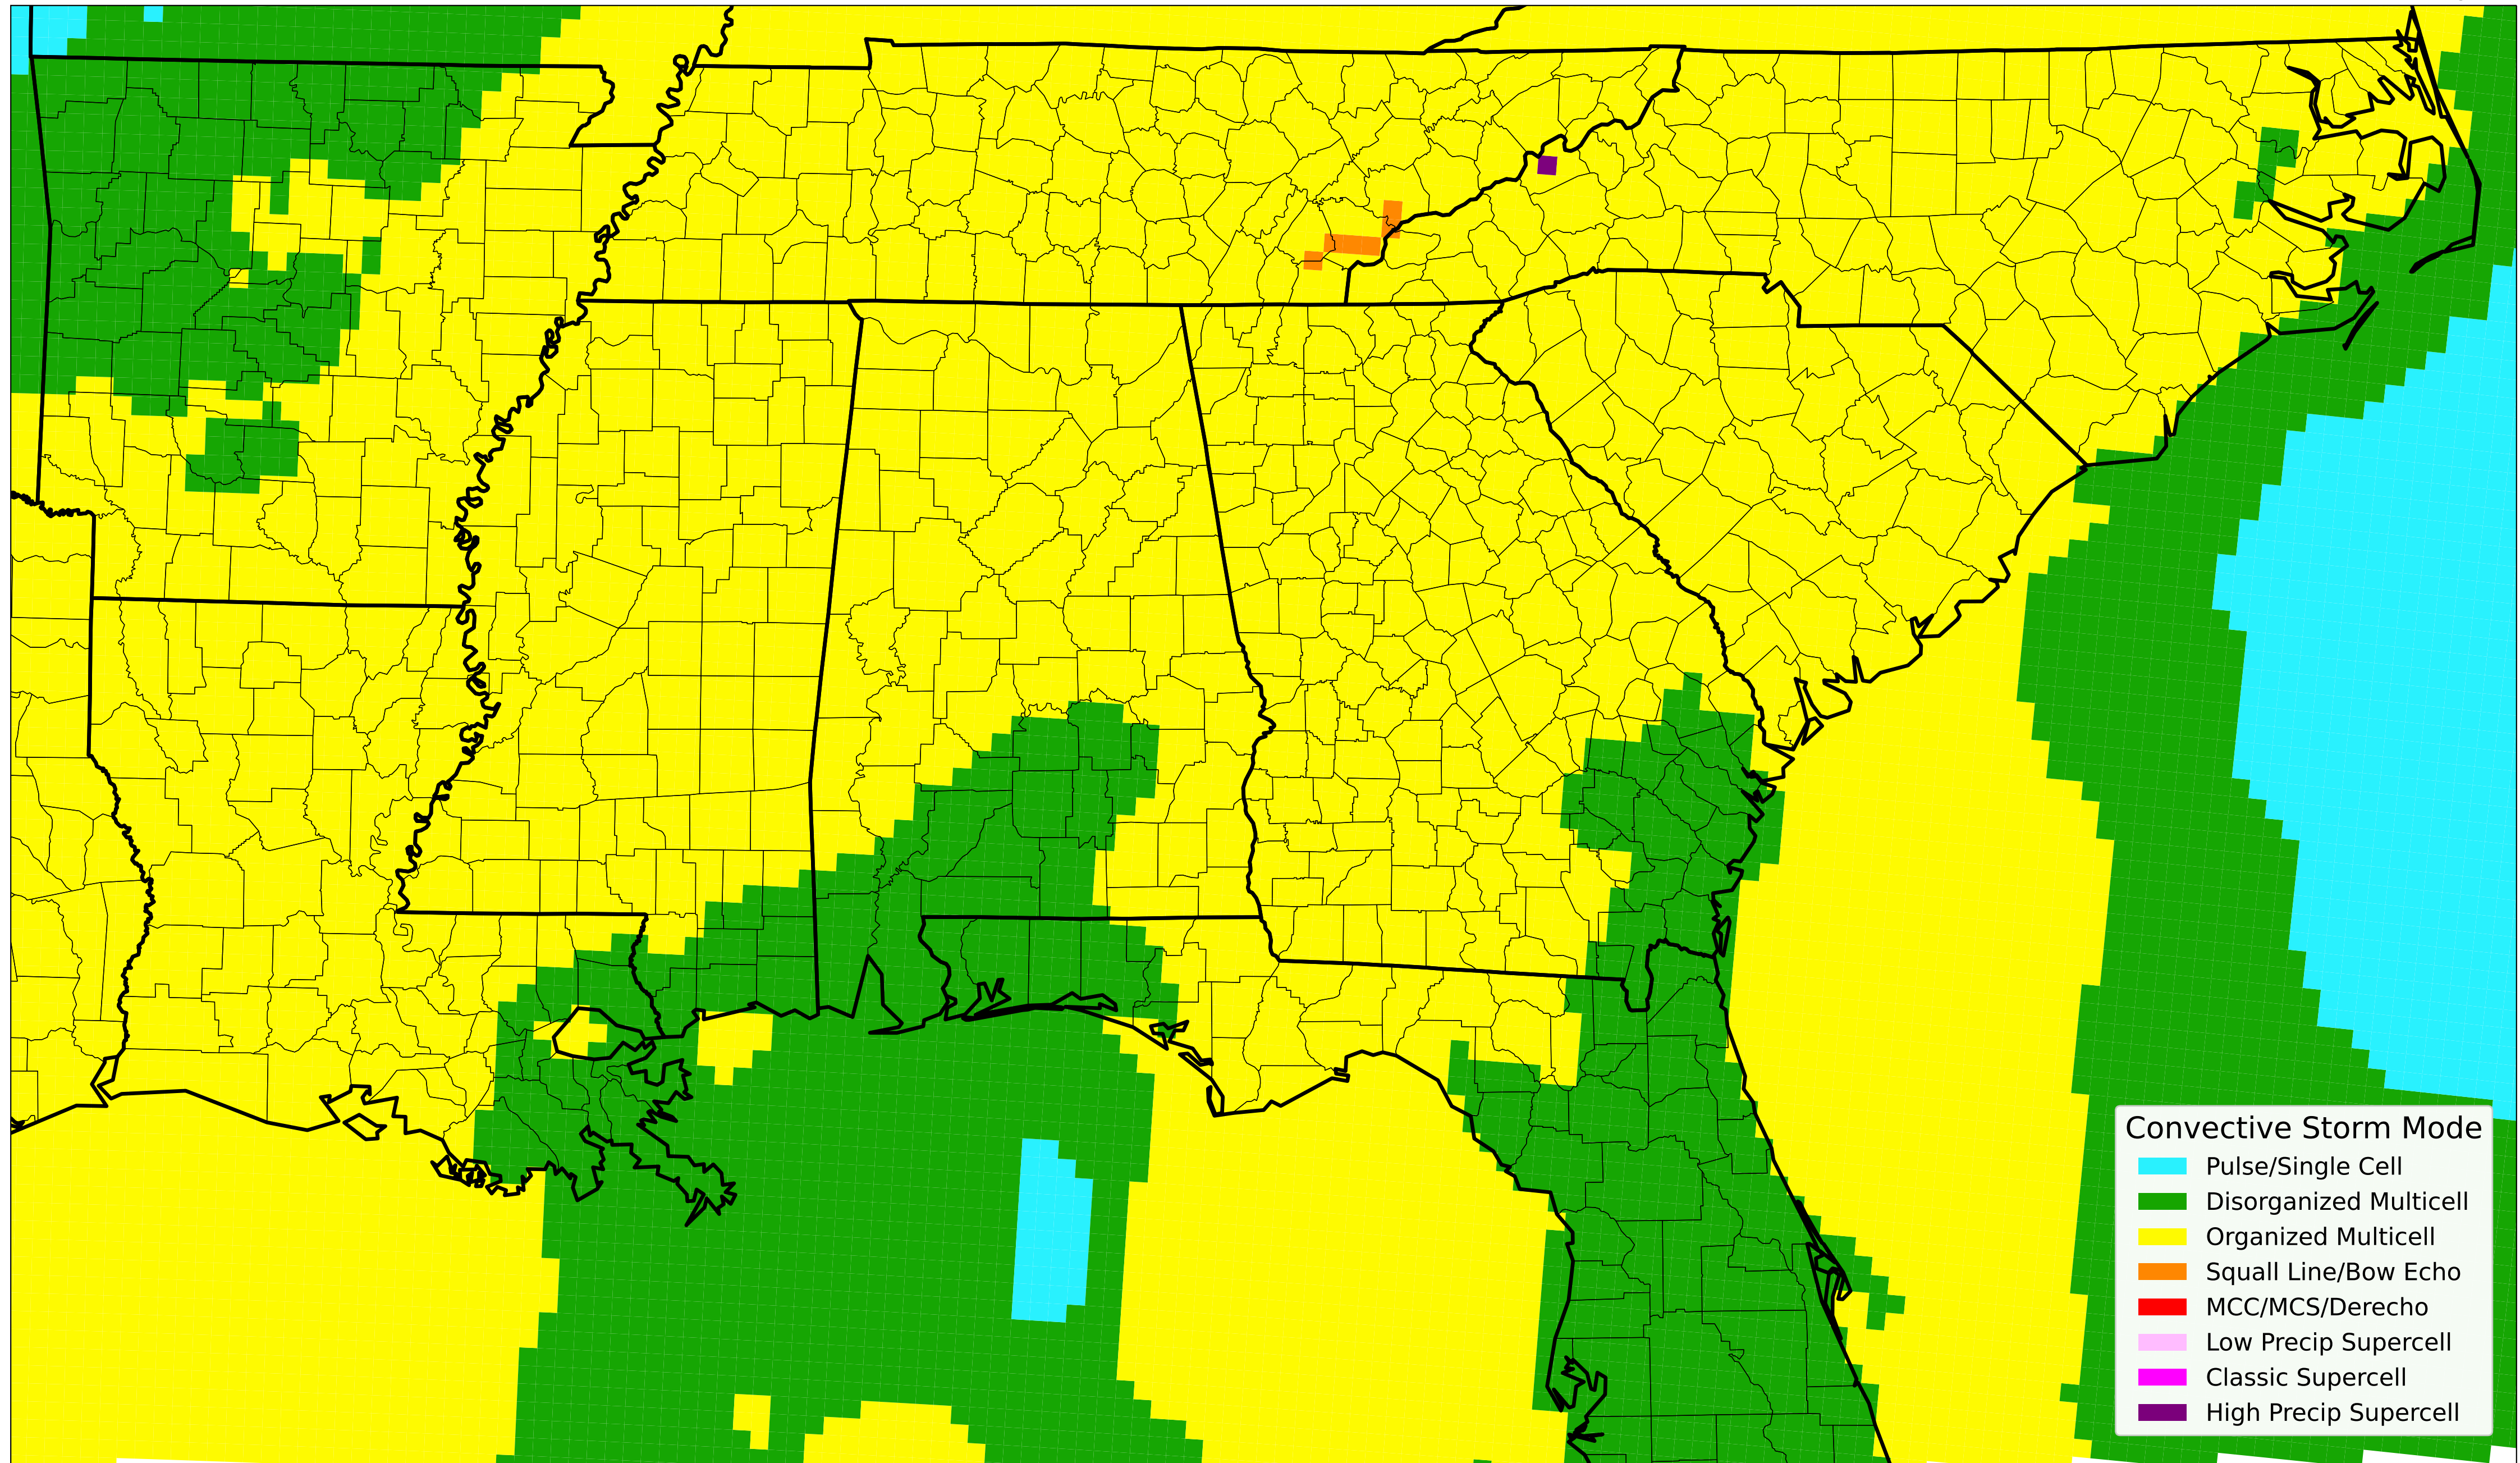 Convective Storm Mode
Pulse/Single Cell
Disorganized Multicell
Organized Multicell
Squall Line/Bow Echo
MCC/MCS/Derecho
Low Precip Supercell
Classic Supercell
High Precip Supercell